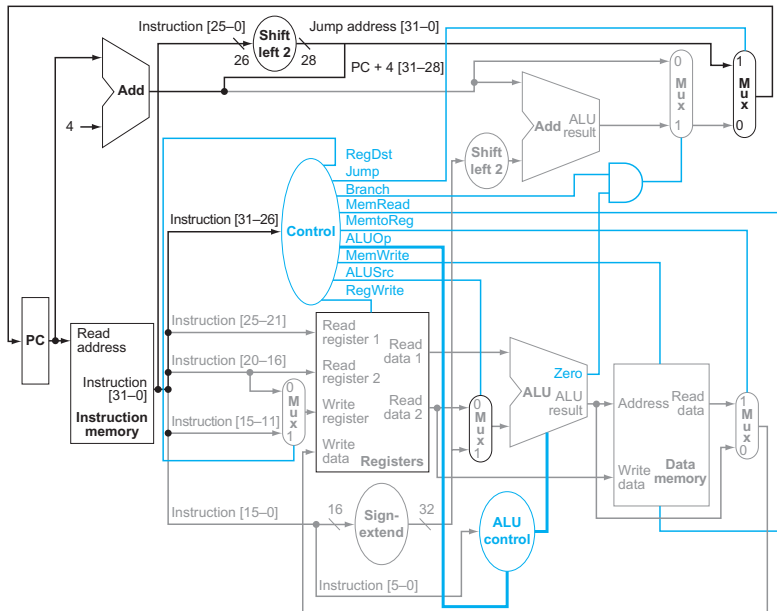 Instruction [25–0]
Shift
left 2
Jump address [31–0]
26
28
PC + 4 [31–28]
Add
4
0
M
u
x
1
1
M
u
x
0
Add
ALU
result
Shift
left 2
RegDst
Jump
Branch
MemRead
MemtoReg
ALUOp
MemWrite
ALUSrc
RegWrite
Instruction [31–26]
Control
PC
Read
address
Instruction
[31–0]
Instruction
memory
Instruction [25–21]
Instruction [20–16]
Instruction [15–11]
0
M
u
x
1
Read
register 1
Read
register 2
Write
register
Write
data
Read
data 1
Read
data 2
Registers
0
M
u
x
1
Zero
ALU
ALU
result
Address
Read
data
Write
data
Data
memory
1
M
u
x
0
Instruction [15–0]
16
Sign-
extend
32
ALU
control
Instruction [5–0]